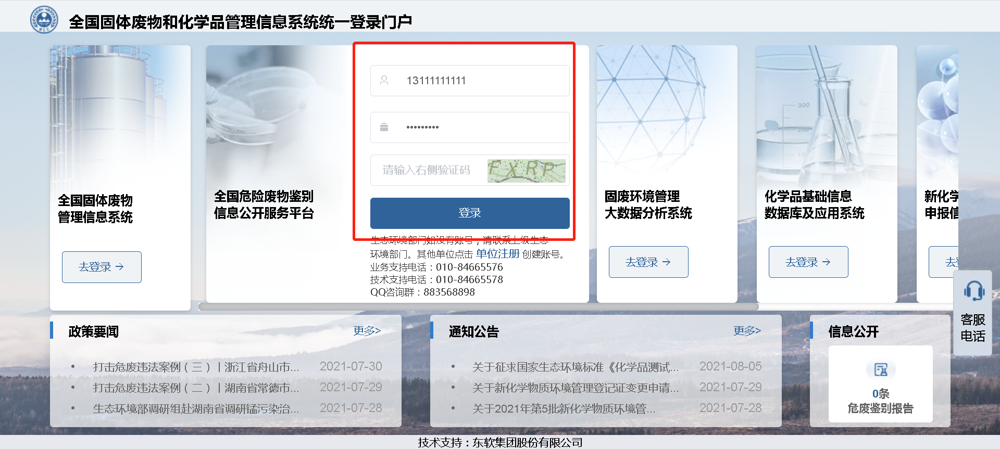 全国固体废物和化学品管理信息系统统一登录门户
全国固体废物
管理信息系统
去登录
全国危险废物鉴别
信息公开服务平台
13111111111
请输入右侧验证码
FXRP
登录
生态环境部门如没有账号，请联系上级生态
环境部门。其他单位点击 单位注册 创建账号。
业务支持电话：010-84665576
技术支持电话：010-84665578
QQ咨询群：883568898
固废环境管理
大数据分析系统
去登录
300
200
10
化学品基础信息
数据库及应用系统
去登录
新化学
申报信
去
客服
电话
政策要闻
更多>
打击危废违法案例（三）丨浙江省舟山市... 2021-07-30
打击危废违法案例（二）丨湖南省常德市... 2021-07-29
生态环境部调研组赴湖南省调研锰污染治... 2021-07-28
通知公告
更多>
关于征求国家生态环境标准《化学品测试... 2021-08-05
关于新化学物质环境管理登记证变更申请... 2021-07-29
关于2021年第5批新化学物质环境管... 2021-07-28
信息公开
0条
危废鉴别报告
技术支持：东软集团股份有限公司